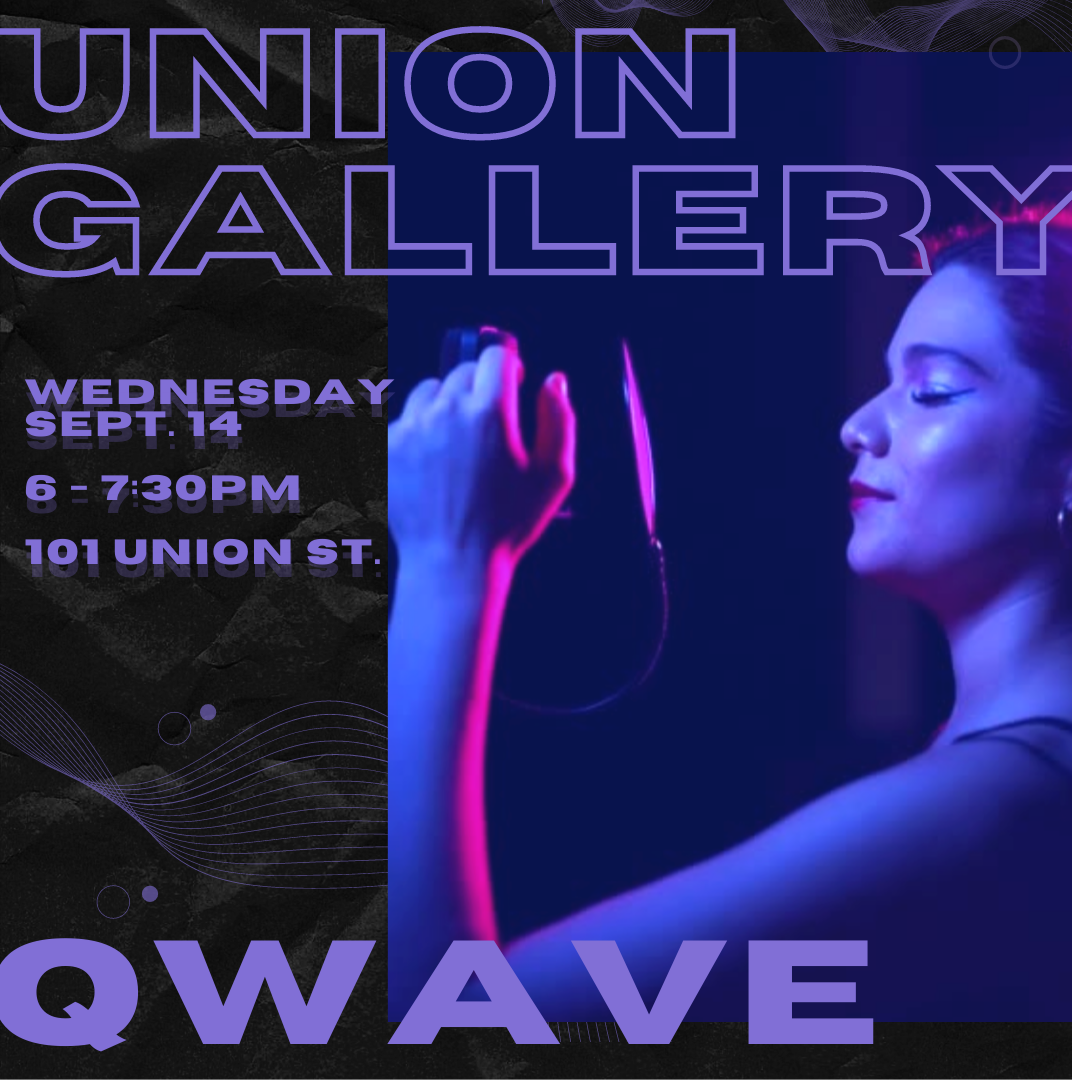 UNION
GALLERY
WEDNESDAY
SEPT. 14
6 - 7:30PM
101 UNION ST.
QWAVE